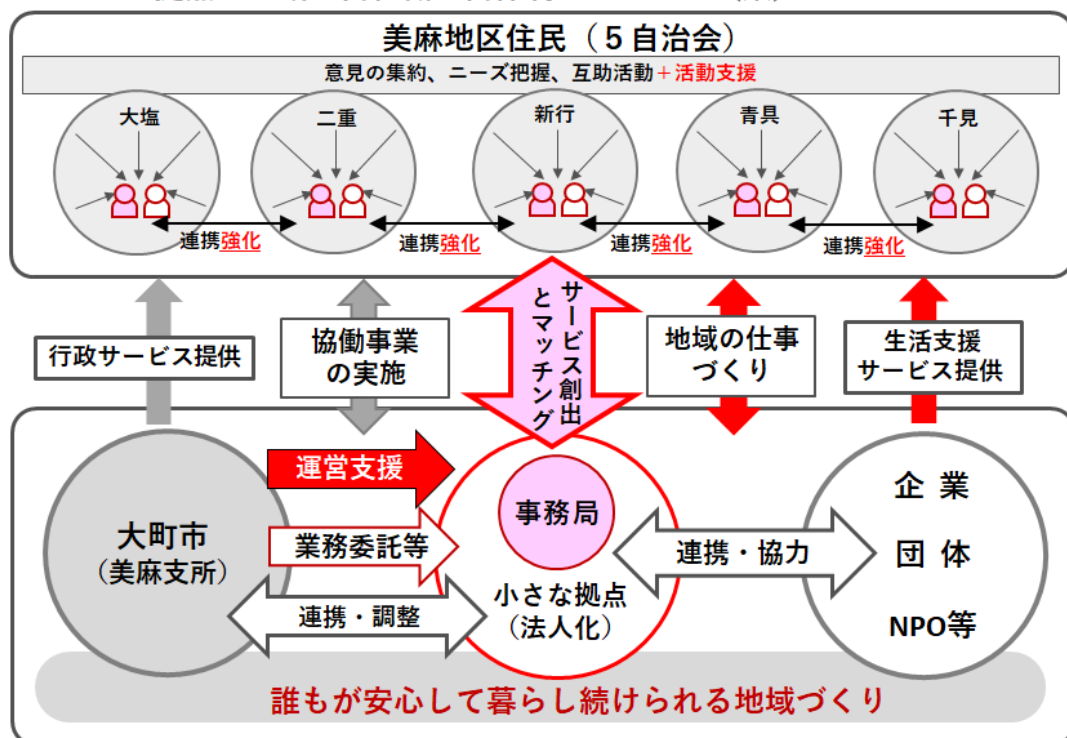 美麻地区住民（５自治会）
意見の集約、ニーズ把握、互助活動＋活動支援
大塩
二重
新行
青具
千見
連携強化
連携強化
連携強化
連携強化
行政サービス提供
協働事業
の実施
サービス創出
とマッチング
地域の仕事
づくり
生活支援
サービス提供
大町市
（美麻支所）
運営支援
業務委託等
連携・調整
事務局
小さな拠点
（法人化）
連携・協力
企 業
団 体
NPO等
誰もが安心して暮らし続けられる地域づくり